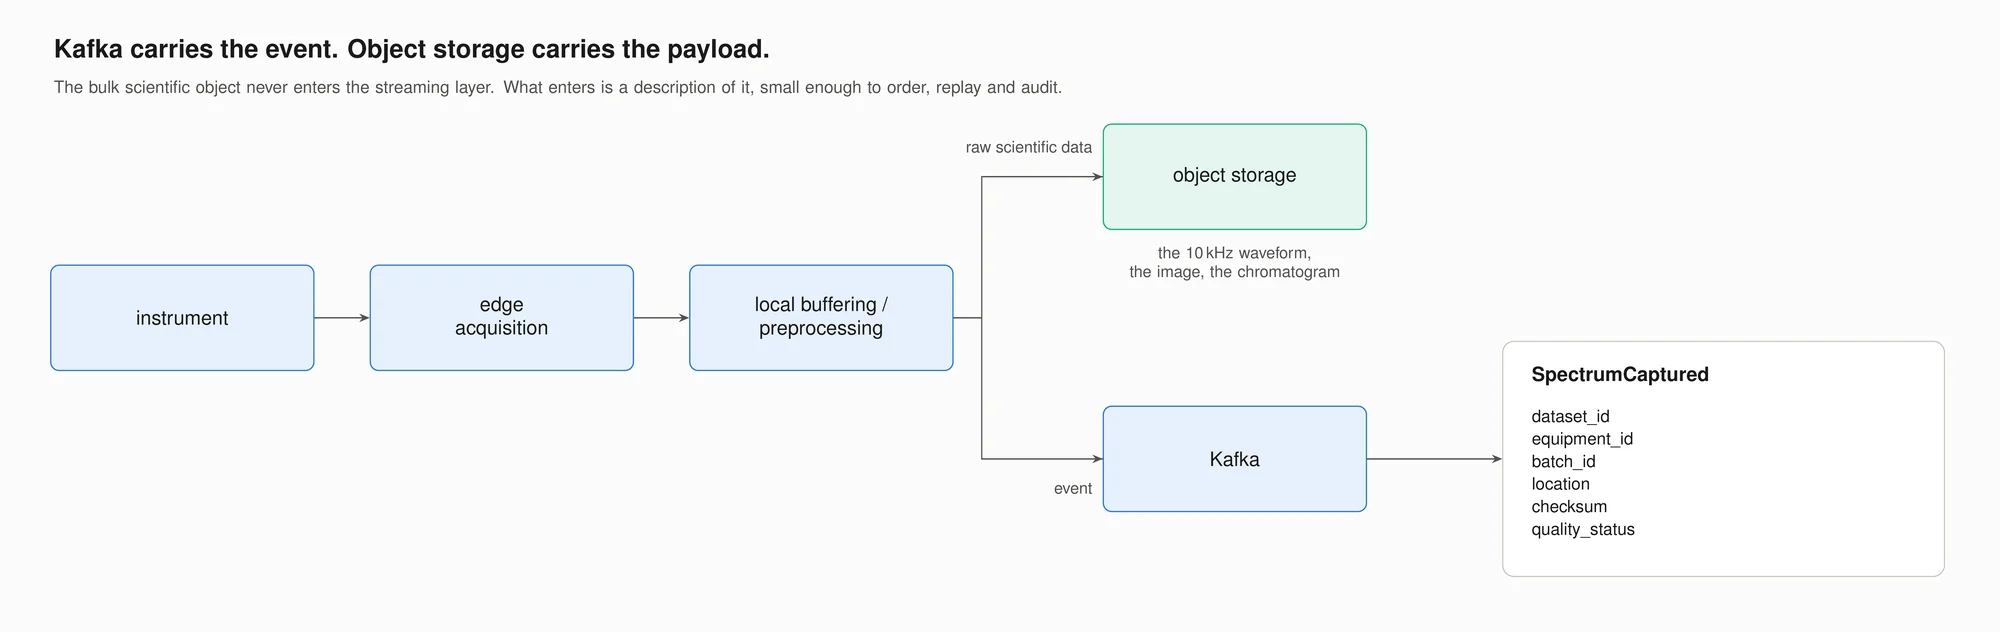 Kafka carries the event. Object storage carries the payload.
The bulk scientific object never enters the streaming layer. What enters is a description of it, small enough to order, replay and audit.
raw scientific data
object storage
the 10 kHz waveform,
the image, the chromatogram
instrument
edge
acquisition
local buffering /
preprocessing
Kafka
event
SpectrumCaptured
dataset_id
equipment_id
batch_id
location
checksum
quality_status